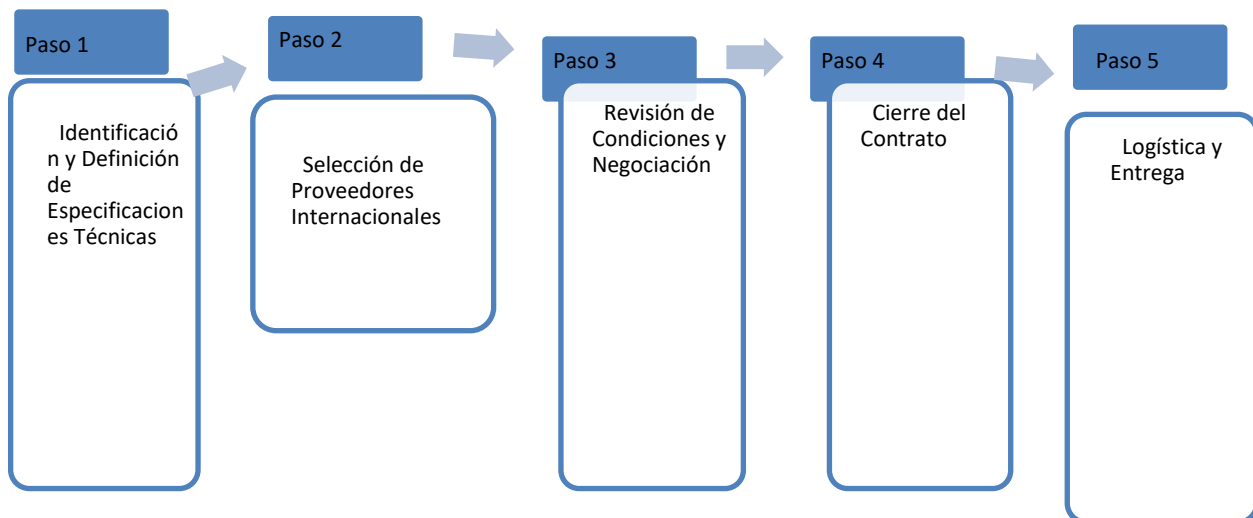 Paso 1
Identificació
n y Definición
de
Especificacion
es Técnicas
Paso 2
Selección de
Proveedores
Internacionales
Paso 3
Revisión de
Condiciones y
Negociación
Paso 4
Cierre del
Contrato
Paso 5
Logística y
Entrega